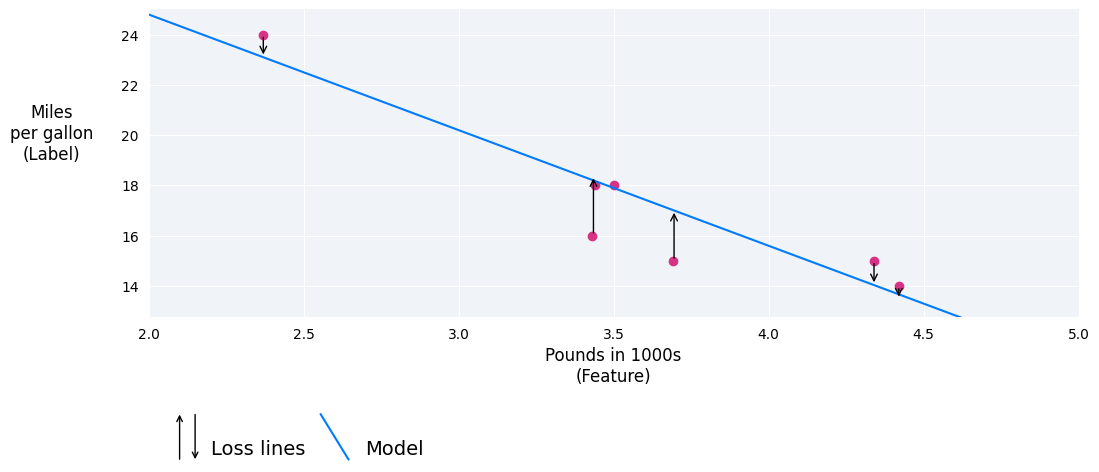 24
22
20
18
16
14
Miles
per gallon
(Label)
2.0 2.5 3.0 3.5 4.0 4.5 5.0
Pounds in 1000s
(Feature)
Loss lines Model